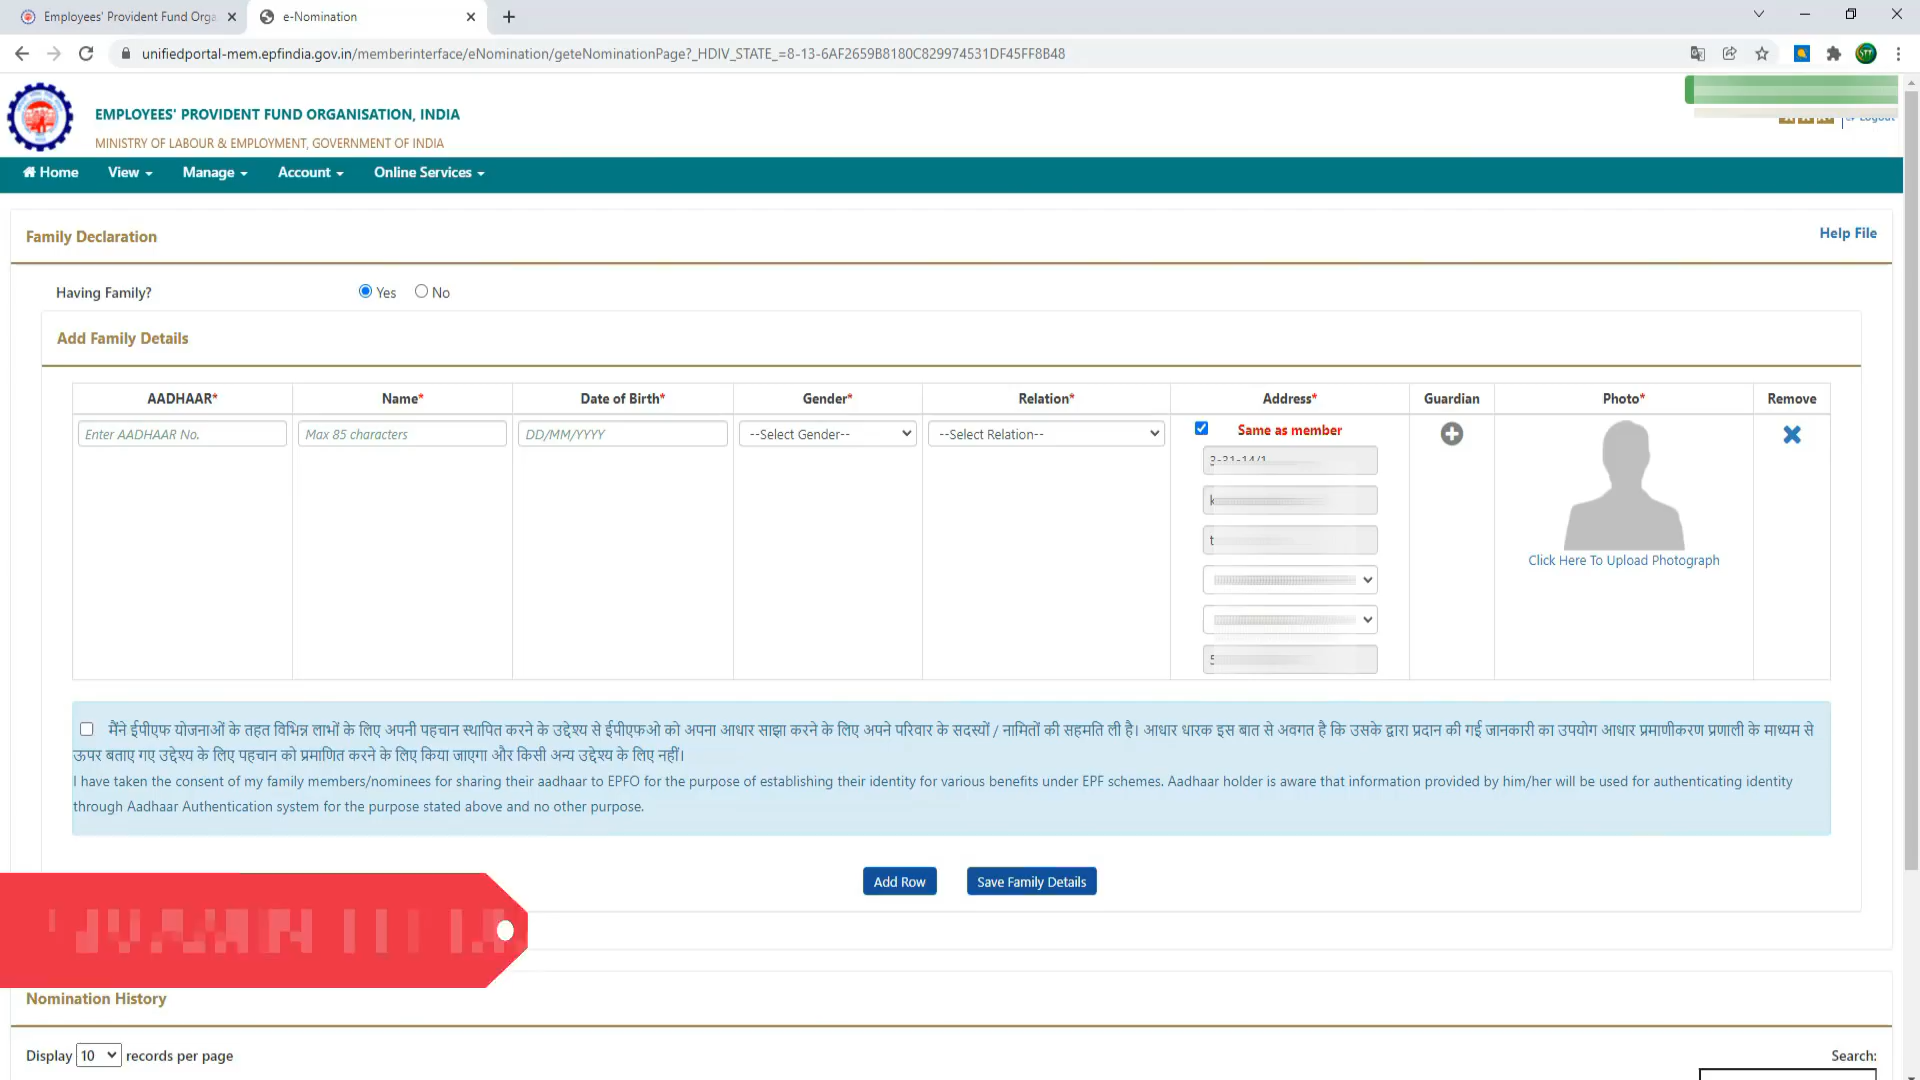 Employees' Provident Fund Orga
e-Nomination
unifiedportal-mem.epfindia.gov.in/memberinterface/eNomination/geteNominationPage?_HDIV_STATE_=8-13-6AF2659B8180C829974531DF45FF8B48
EMPLOYEES' PROVIDENT FUND ORGANISATION, INDIA
MINISTRY OF LABOUR & EMPLOYMENT, GOVERNMENT OF INDIA
Logout
Home View Manage Account Online Services
Family Declaration
Help File
Having Family? Yes No
Add Family Details
AADHAAR* Name* Date of Birth* Gender* Relation* Address* Guardian Photo* Remove
Enter AADHAAR No. Max 85 characters DD/MM/YYYY --Select Gender-- --Select Relation-- Same as member
k
t
5
Click Here To Upload Photograph
मैंने ईपीएफ योजनाओं के तहत विभिन्न लाभों के लिए अपनी पहचान स्थापित करने के उद्देश्य से ईपीएफओ को अपना आधार साझा करने के लिए अपने परिवार के सदस्यों / नामितों की सहमति ली है। आधार धारक इस बात से अवगत है कि उसके द्वारा प्रदान की गई जानकारी का उपयोग आधार प्रमाणीकरण प्रणाली के माध्यम से
ऊपर बताए गए उद्देश्य के लिए पहचान को प्रमाणित करने के लिए किया जाएगा और किसी अन्य उद्देश्य के लिए नहीं।
I have taken the consent of my family members/nominees for sharing their aadhaar to EPFO for the purpose of establishing their identity for various benefits under EPF schemes. Aadhaar holder is aware that information provided by him/her will be used for authenticating identity
through Aadhaar Authentication system for the purpose stated above and no other purpose.
Add Row Save Family Details
Nomination History
Display 10 records per page
Search: